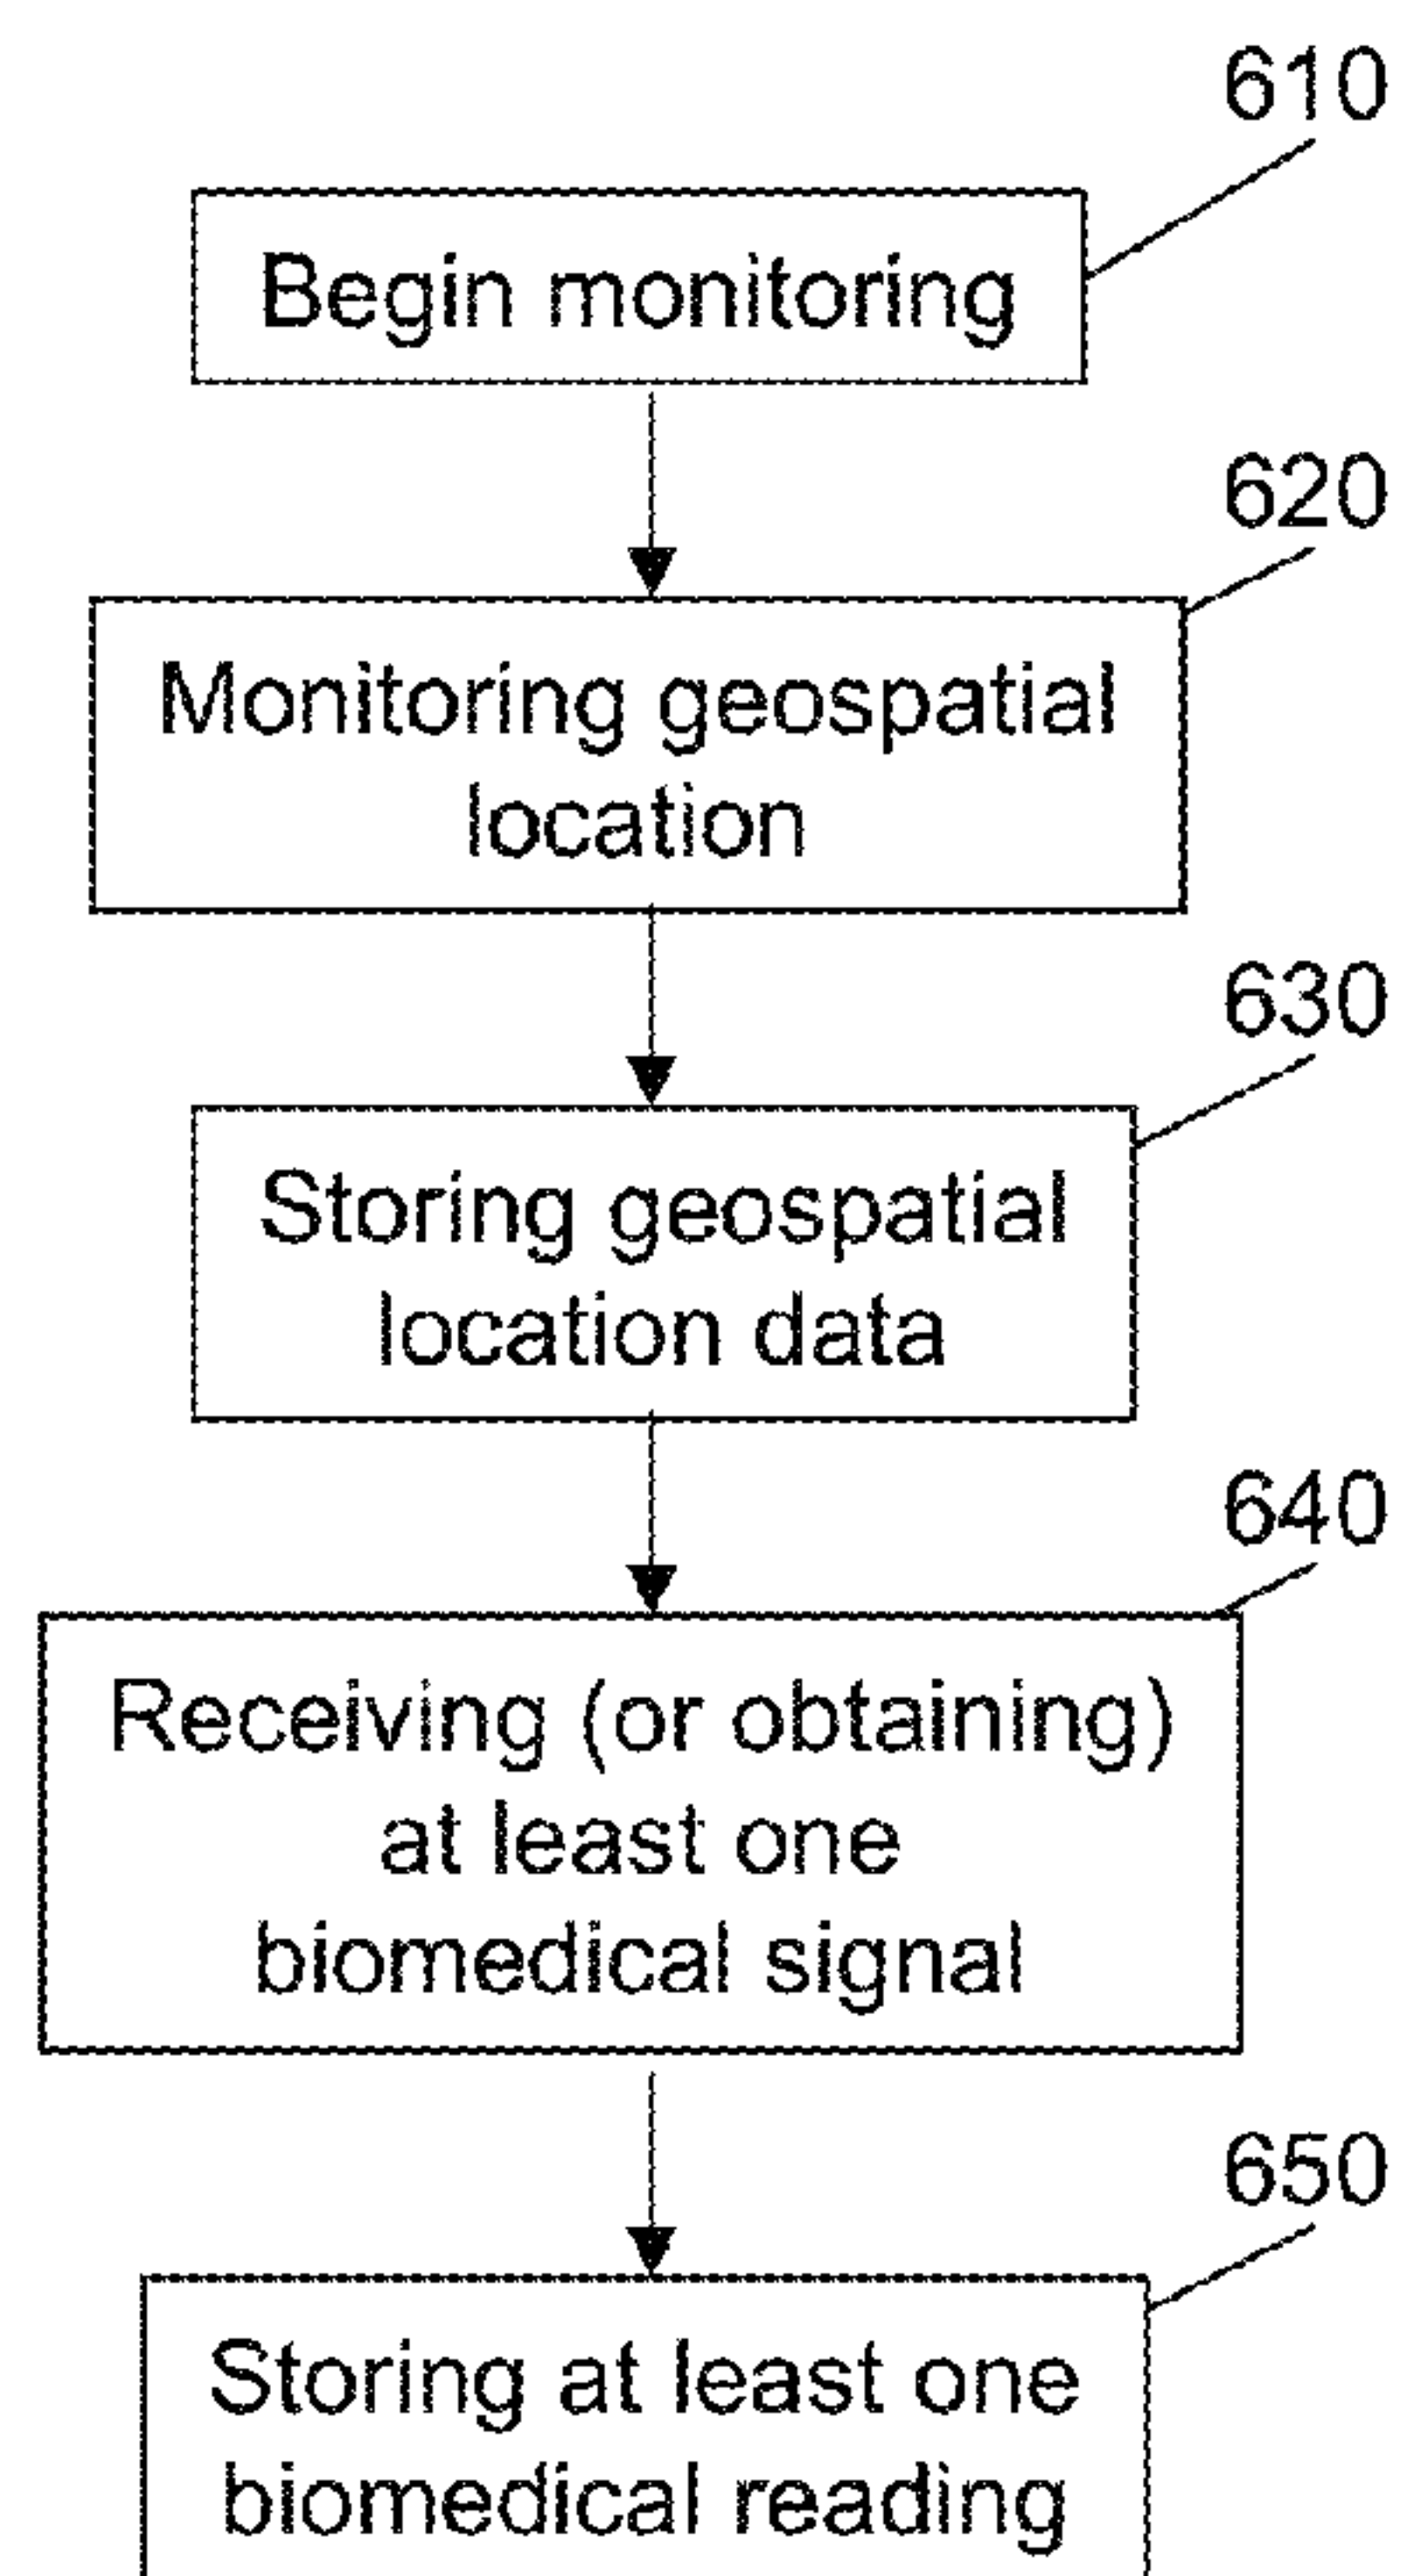 610
Begin monitoring
620
Monitoring geospatial
location
630
Storing geospatial
location data
640
Receiving (or obtaining)
at least one
biomedical signal
650
Storing at least one
biomedical reading